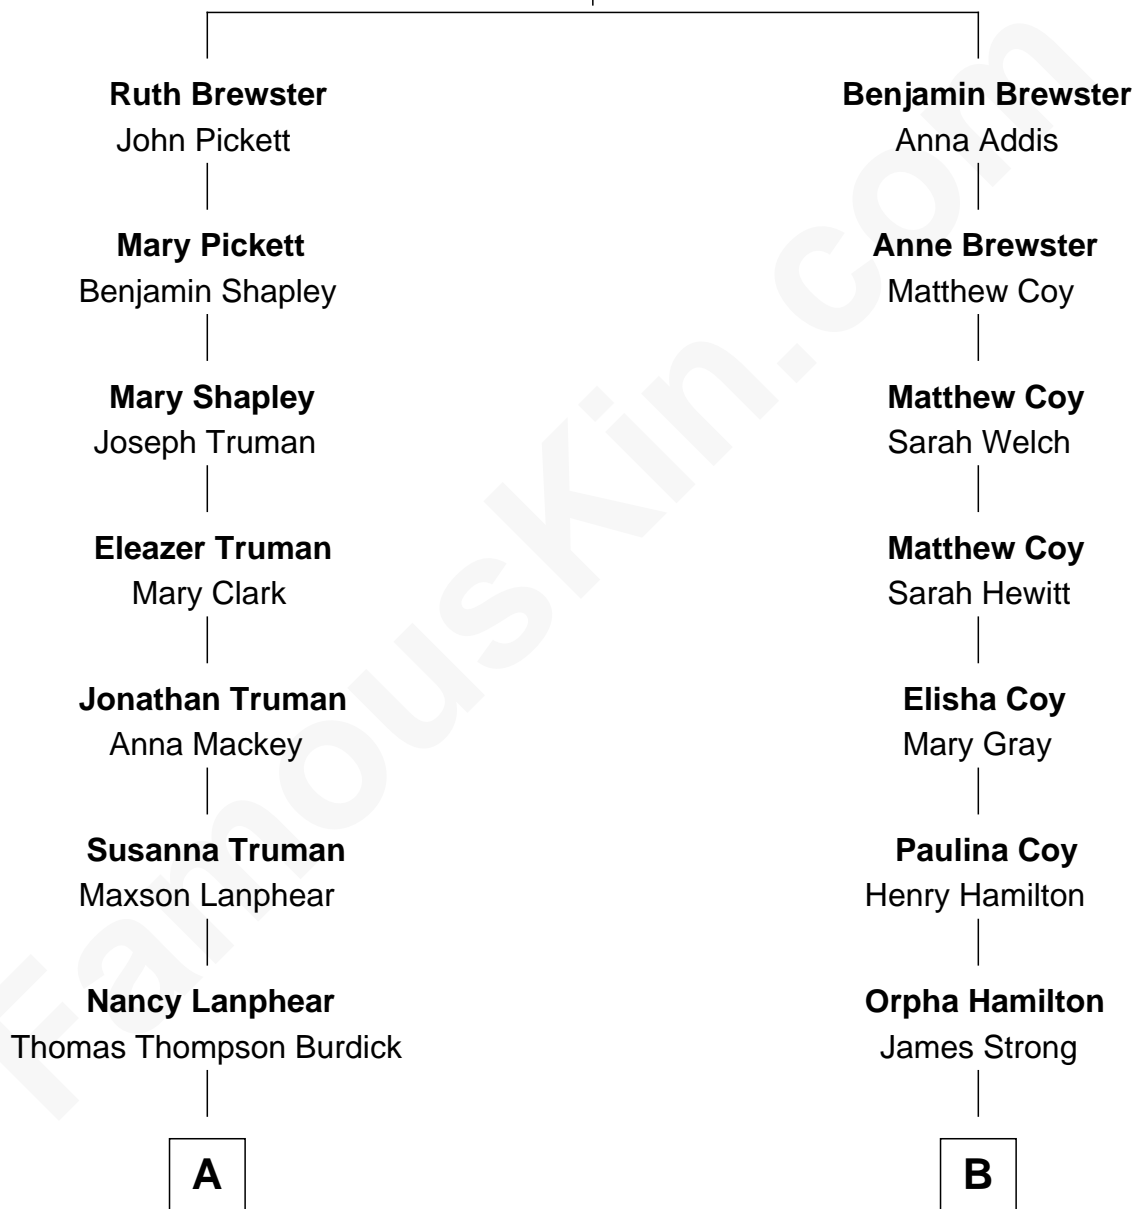 Ruth Brewster
John Pickett
Benjamin Brewster
Anna Addis
Mary Pickett
Benjamin Shapley
Anne Brewster
Matthew Coy
Mary Shapley
Joseph Truman
Matthew Coy
Sarah Welch
Eleazer Truman
Mary Clark
Matthew Coy
Sarah Hewitt
Jonathan Truman
Anna Mackey
Elisha Coy
Mary Gray
Susanna Truman
Maxson Lanphear
Paulina Coy
Henry Hamilton
Nancy Lanphear
Thomas Thompson Burdick
Orpha Hamilton
James Strong
A
B
FamousKin.com